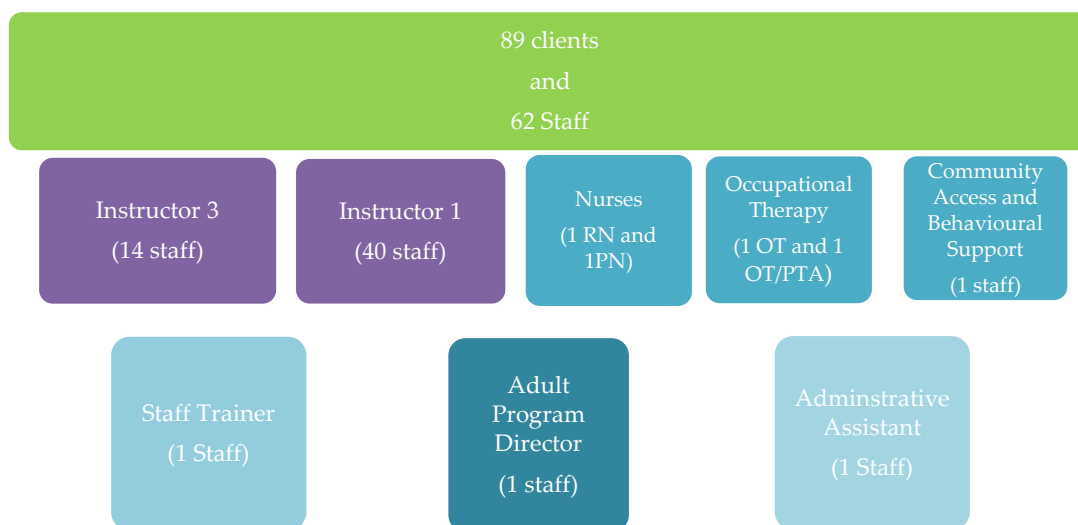 89 clients
and
62 Staff
Instructor 3
(14 staff)
Instructor 1
(40 staff)
Nurses
(1 RN and
1PN)
Occupational
Therapy
(1 OT and 1
OT/PTA)
Community
Access and
Behavioural
Support
(1 staff)
Staff Trainer
(1 Staff)
Adult
Program
Director
(1 staff)
Adminstrative
Assistant
(1 Staff)